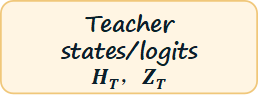 Teacher
states/logits
H_T, Z_T